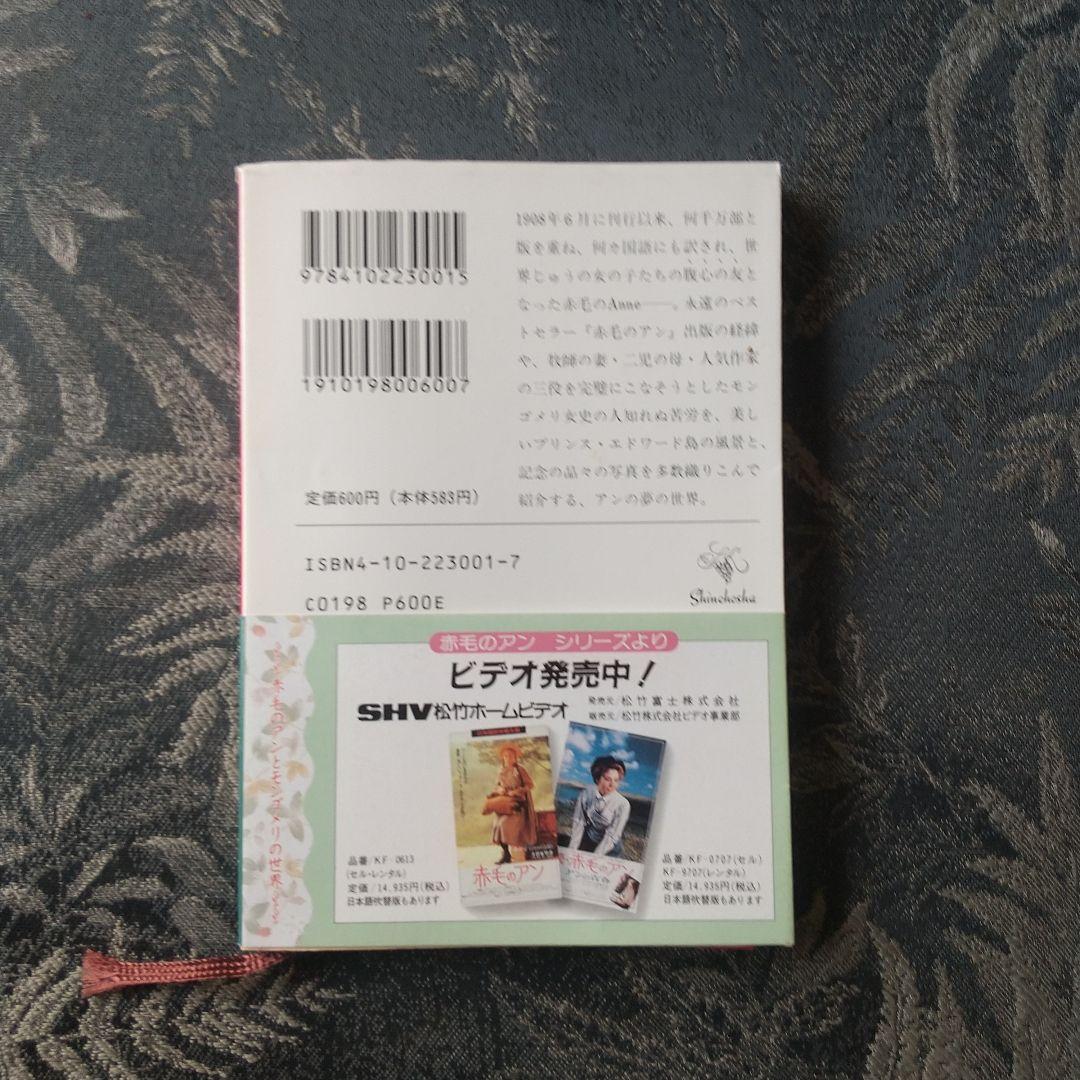 9784102230015
1910198006007
定価600円（本体583円）
1908年6月に刊行以来、何千万部と
版を重ね、何カ国語にも訳され、世
界じゅうの女の子たちの腹心の友と
なった赤毛のAnne――。永遠のベス
トセラー『赤毛のアン』出版の経緯
や、牧師の妻・二児の母・人気作家
の三役を完璧にこなそうとしたモン
ゴメリ女史の人知れぬ苦労を、美し
いプリンス・エドワード島の風景と、
記念の品々の写真を多数織りこんで
紹介する、アンの夢の世界。
ISBN4-10-223001-7
C0198 P600E
Shinchosha
赤毛のアン シリーズより
ビデオ発売中！
SHV松竹ホームビデオ
発売元/松竹富士株式会社
販売元/松竹株式会社ビデオ事業部
赤毛のアン
続・赤毛のアン
アンの青春
品番/KF-0613
(セル・レンタル)
定価/14,935円(税込)
日本語吹替版もあります
品番/KF-0707(セル)
KF-9707(レンタル)
定価/14,935円(税込)
日本語吹替版もあります